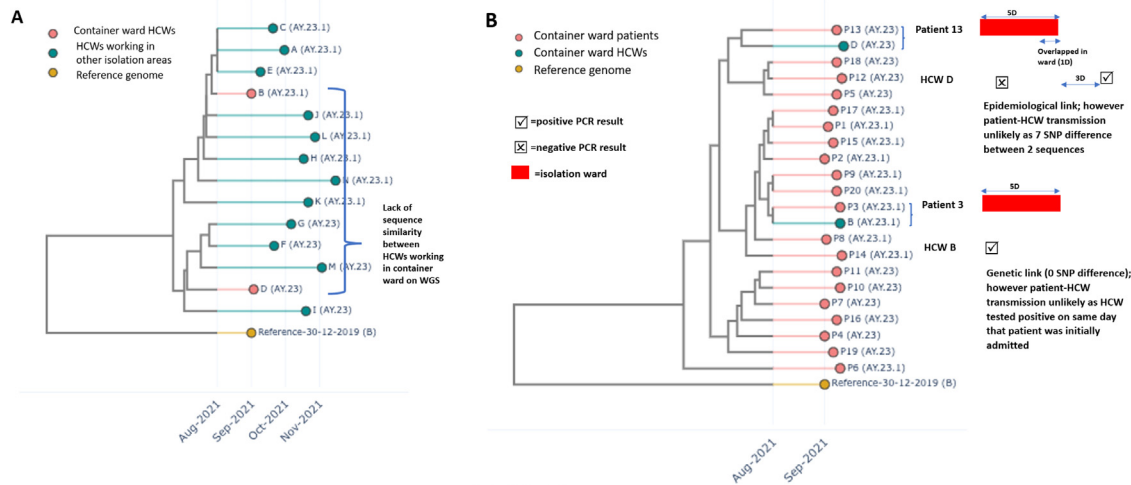 A
Container ward HCWs
HCWs working in
other isolation areas
Reference genome
C (AY.23.1)
A (AY.23.1)
E (AY.23.1)
B (AY.23.1)
J (AY.23.1)
L (AY.23.1)
H (AY.23.1)
N (AY.23.1)
K (AY.23.1)
G (AY.23)
F (AY.23)
M (AY.23)
D (AY.23)
I (AY.23)
Reference-30-12-2019 (B)
Lack of
sequence
similarity
between
HCWs working
in container
ward on WGS
Aug-2021
Sep-2021
Oct-2021
Nov-2021
B
Container ward patients
Container ward HCWs
Reference genome
=positive PCR result
=negative PCR result
=isolation ward
P13 (AY.23)
D (AY.23)
P18 (AY.23)
P12 (AY.23)
P5 (AY.23)
P17 (AY.23.1)
P1 (AY.23.1)
P15 (AY.23.1)
P2 (AY.23.1)
P9 (AY.23.1)
P20 (AY.23.1)
P3 (AY.23.1)
B (AY.23.1)
P8 (AY.23.1)
P14 (AY.23.1)
P11 (AY.23)
P10 (AY.23)
P7 (AY.23)
P16 (AY.23)
P4 (AY.23)
P19 (AY.23)
P6 (AY.23.1)
Reference-30-12-2019 (B)
Aug-2021
Sep-2021
Patient 13
5D
Overlapped in
ward (1D)
HCW D
3D
Epidemiological link; however
patient-HCW transmission
unlikely as 7 SNP difference
between 2 sequences
Patient 3
5D
HCW B
Genetic link (0 SNP difference);
however patient-HCW
transmission unlikely as HCW
tested positive on same day
that patient was initially
admitted